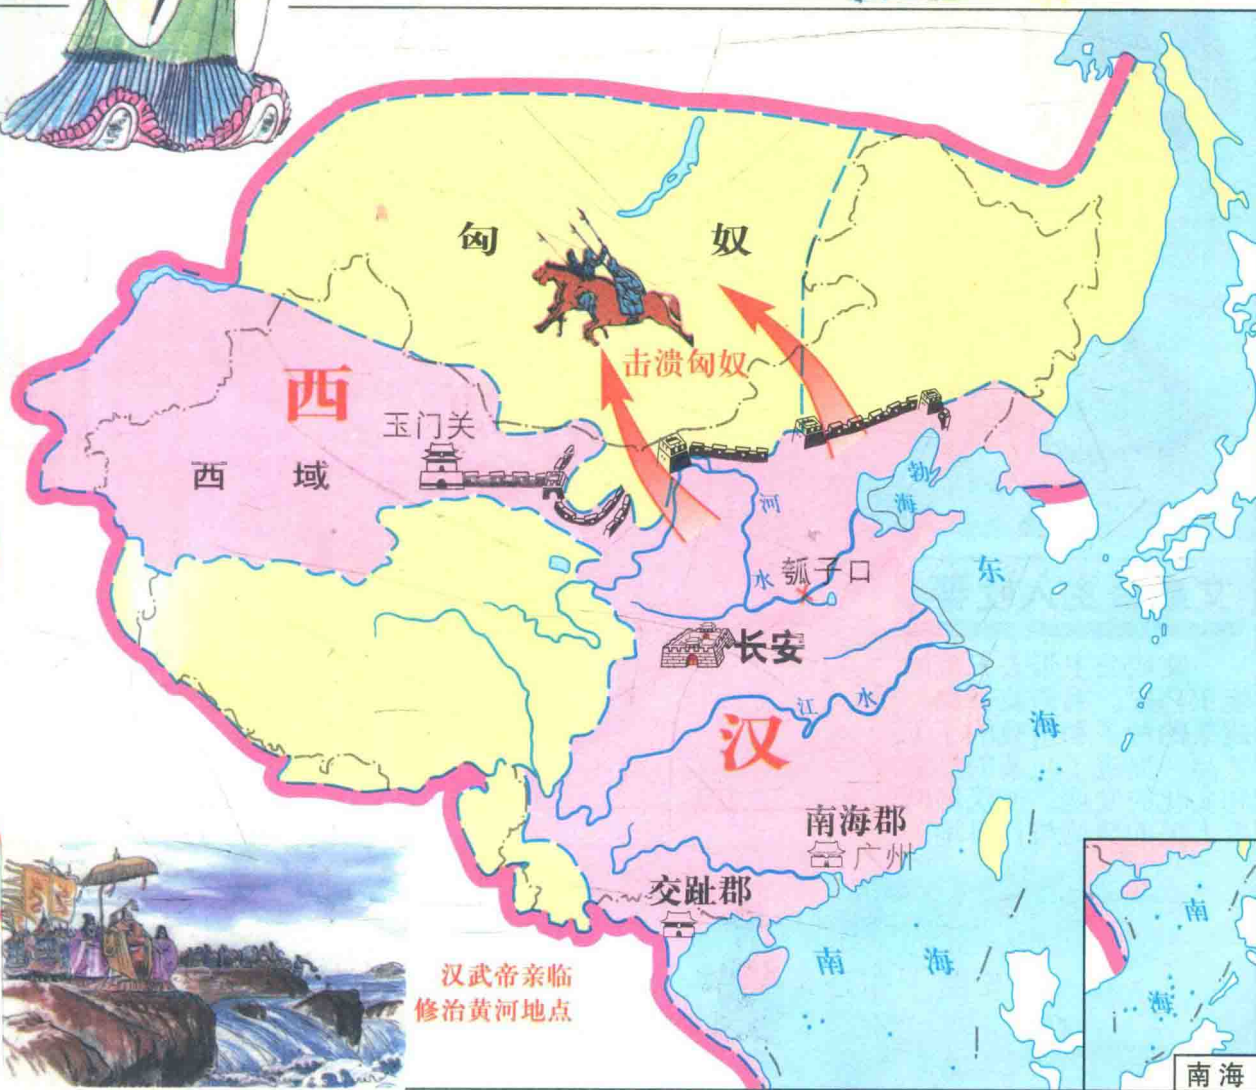 匈 奴
击溃匈奴
西
玉门关
西 域
勃海
河水
瓠子口
东海
长安
江水
汉
南海郡
广州
交趾郡
南海
汉武帝亲临
修治黄河地点
南海
南海